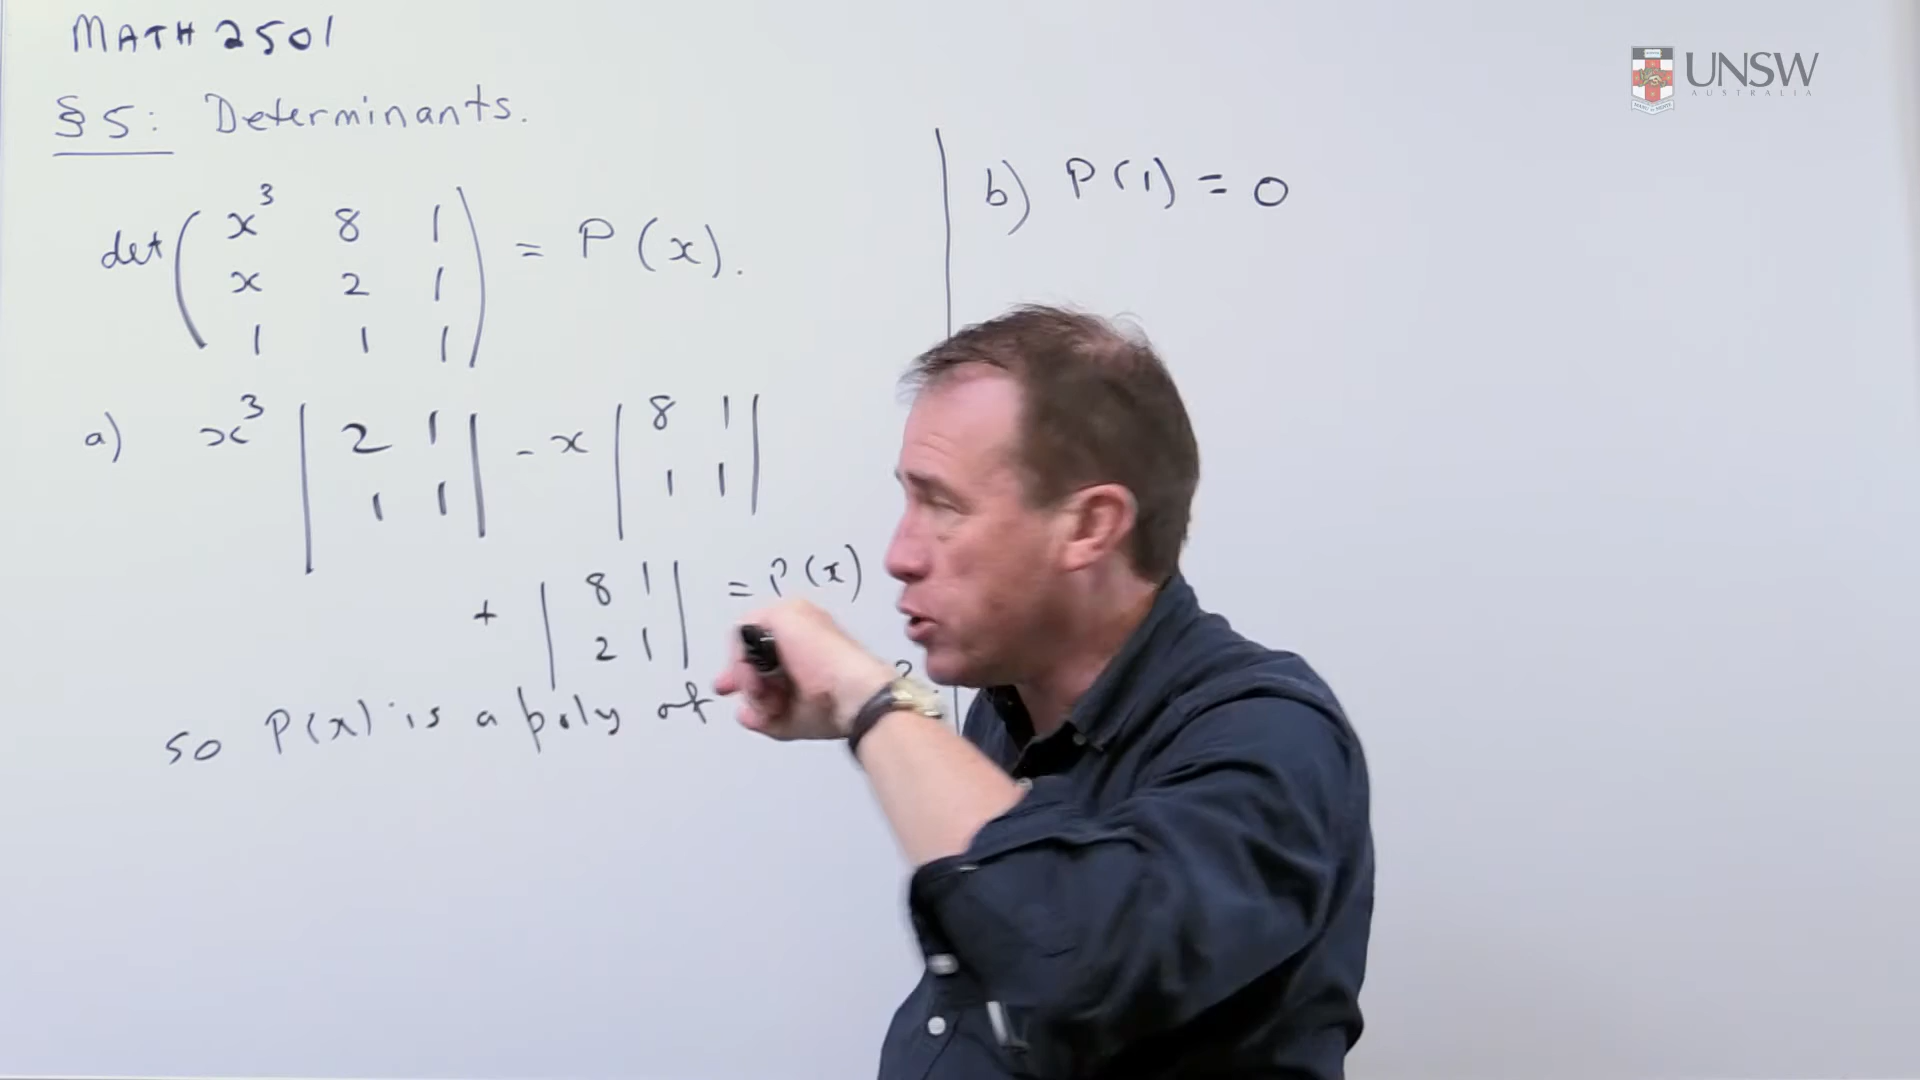 MATH 2501
§5: Determinants.
det ( x³ 8 1
x 2 1
1 1 1 ) = P(x).
a) x³ | 2 1
1 1 | - x | 8 1
1 1 |
+ | 8 1
2 1 | = P(x)
so P(x) is a poly of
b) P(1) = 0
UNSW
AUSTRALIA